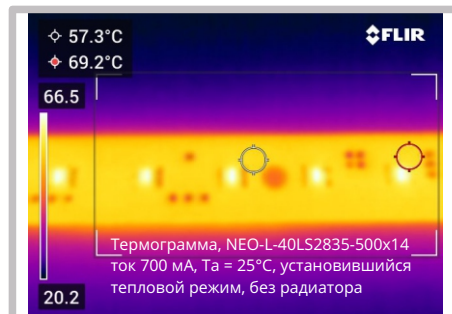 57.3°C
69.2°C
FLIR
66.5
Термограмма, NEO-L-40LS2835-500x14
ток 700 мА, Ta = 25°C, установившийся
тепловой режим, без радиатора
20.2